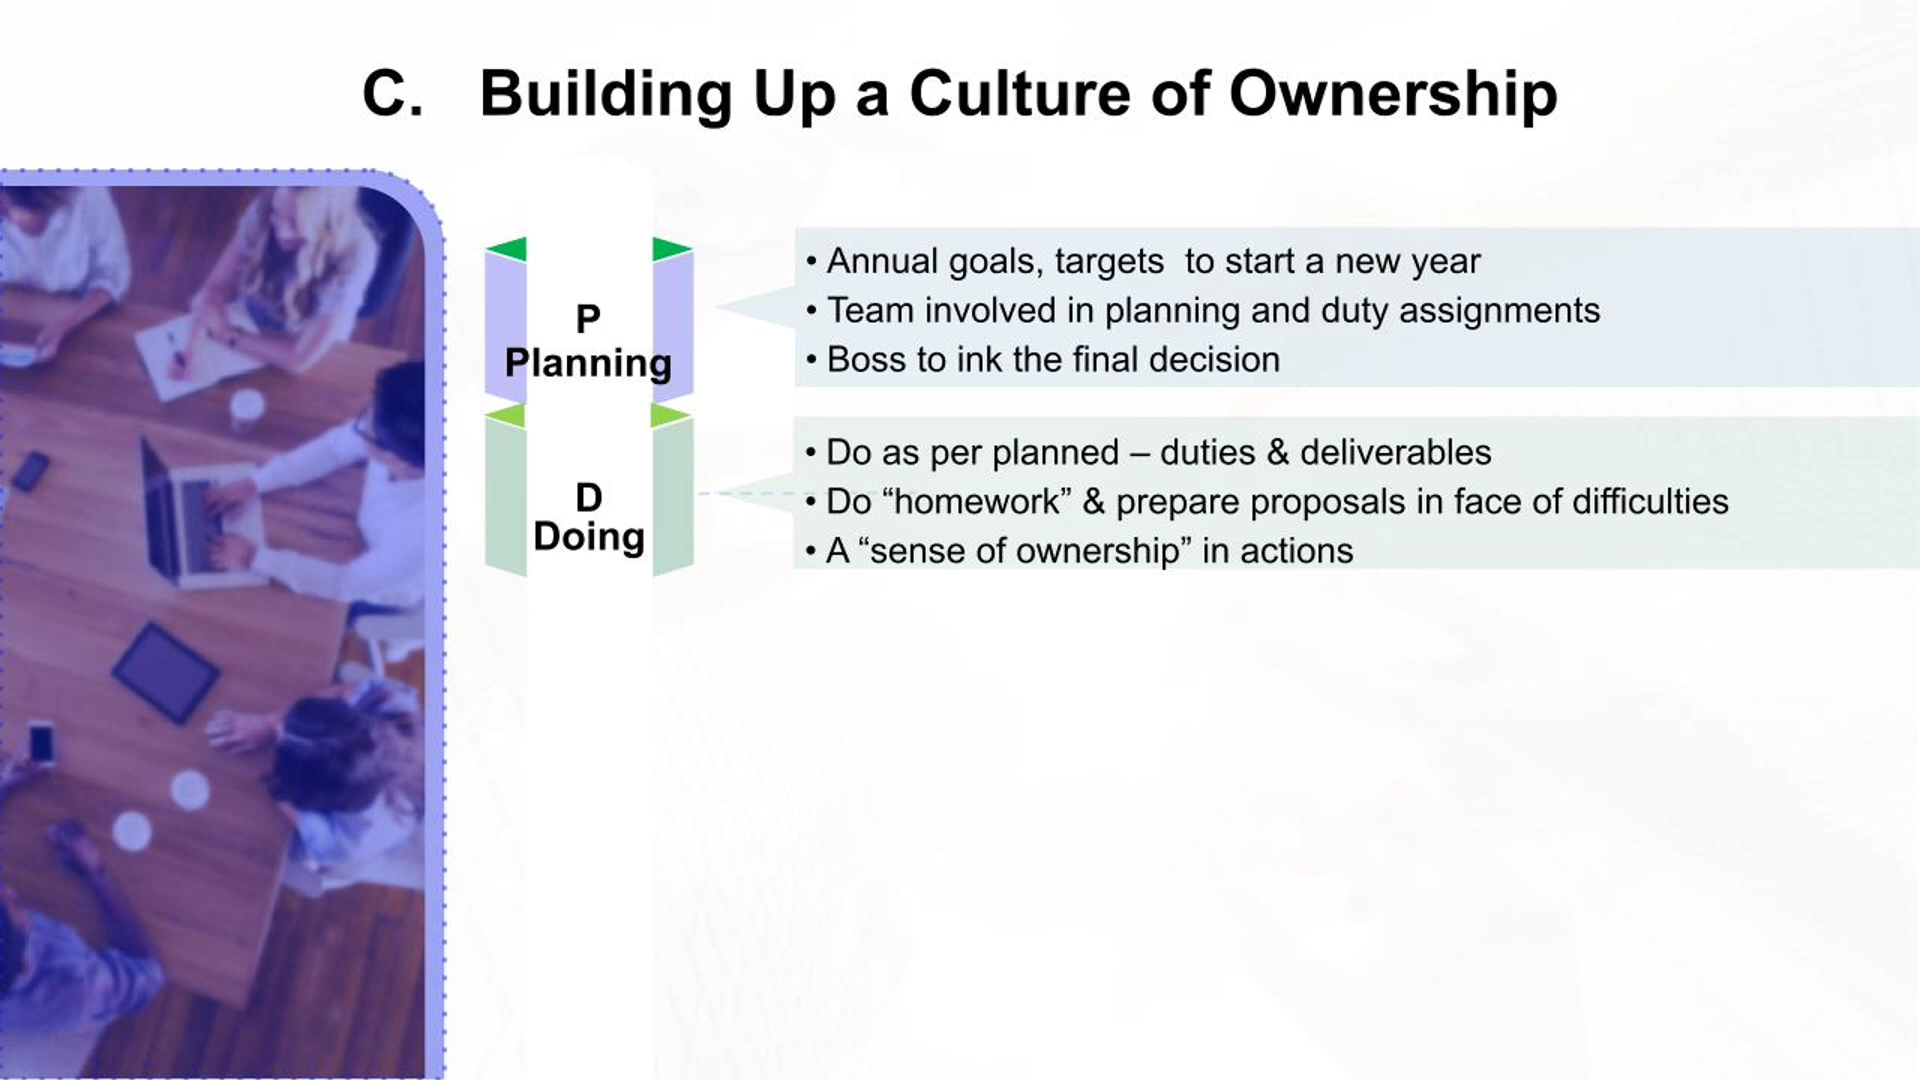 C. Building Up a Culture of Ownership
P
Planning
• Annual goals, targets  to start a new year
• Team involved in planning and duty assignments
• Boss to ink the final decision
D
Doing
• Do as per planned – duties & deliverables
• Do “homework” & prepare proposals in face of difficulties
• A “sense of ownership” in actions